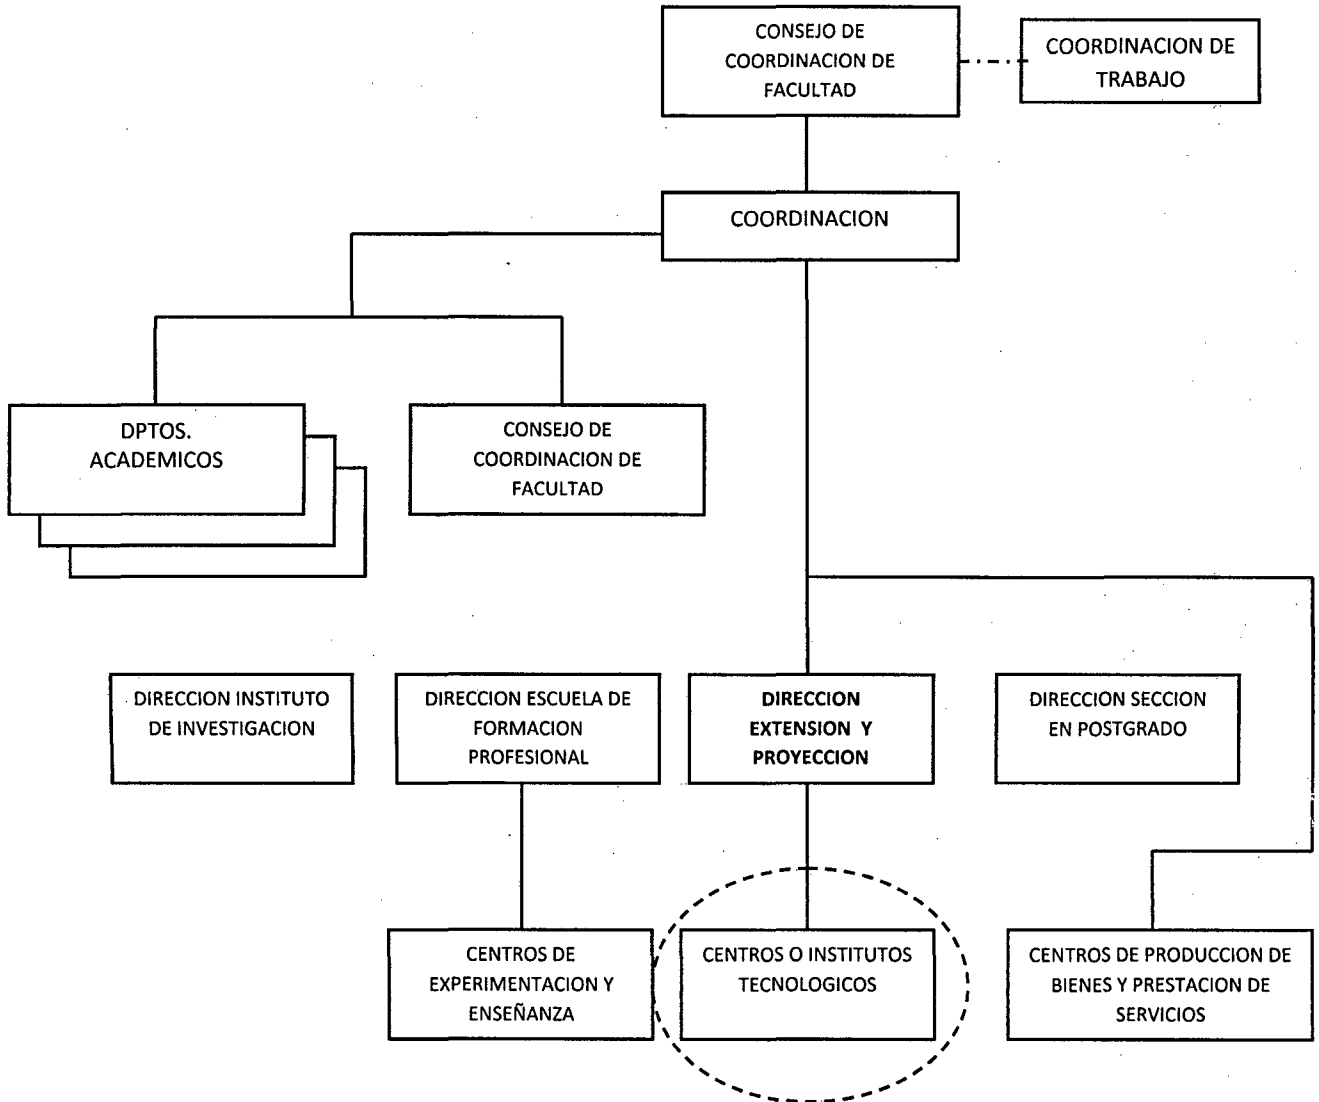 CONSEJO DE
COORDINACION DE
FACULTAD
COORDINACION DE
TRABAJO
COORDINACION
DPTOS.
ACADEMICOS
CONSEJO DE
COORDINACION DE
FACULTAD
DIRECCION INSTITUTO
DE INVESTIGACION
DIRECCION ESCUELA DE
FORMACION
PROFESIONAL
DIRECCION
EXTENSION Y
PROYECCION
DIRECCION SECCION
EN POSTGRADO
CENTROS DE
EXPERIMENTACION Y
ENSEÑANZA
CENTROS O INSTITUTOS
TECNOLOGICOS
CENTROS DE PRODUCCION DE
BIENES Y PRESTACION DE
SERVICIOS